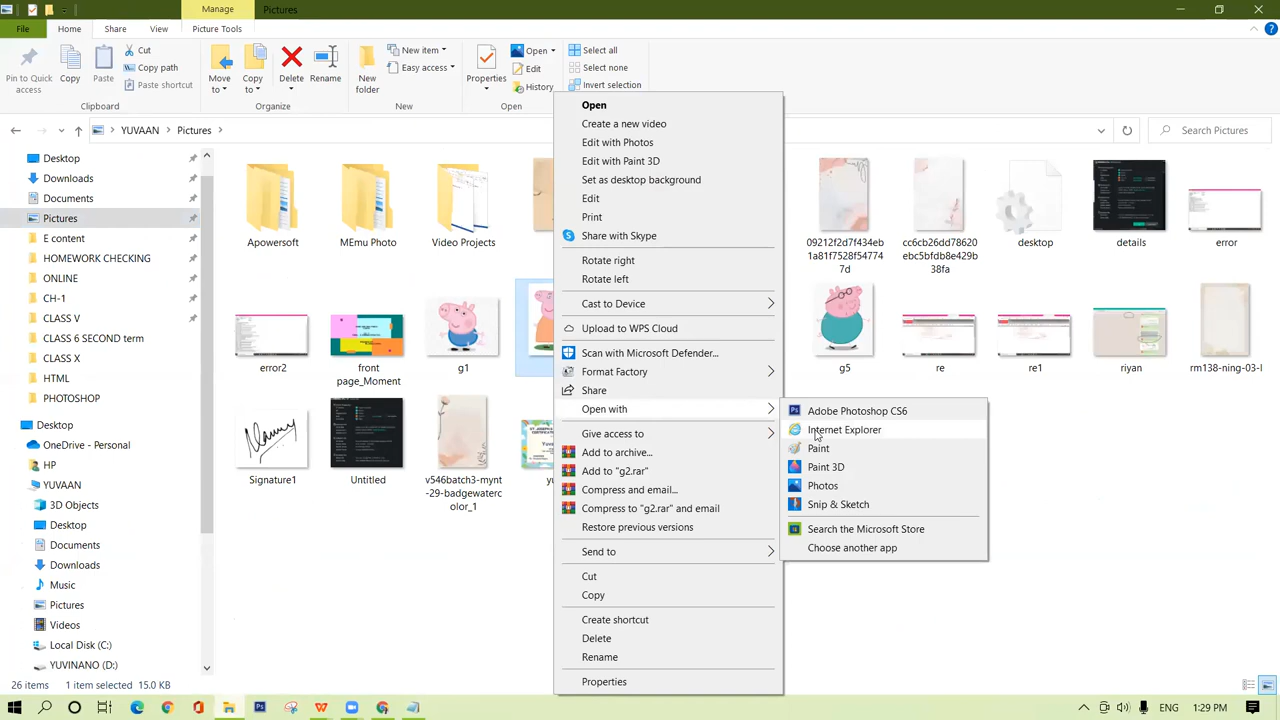 Manage
Pictures
File
Home
Share
View
Picture Tools
Pin to Quick
access
Copy
Paste
Cut
Copy path
Paste shortcut
Clipboard
Move
to
Copy
to
Delete
Rename
Organize
New
folder
New item
Easy access
New
Properties
Open
Edit
History
Open
Select all
Select none
Invert selection
YUVAAN
Pictures
Search Pictures
Desktop
Downloads
Documents
Pictures
E content
HOMEWORK CHECKING
ONLINE
CH-1
CLASS V
CLASS 6 SECOND term
CLASS X
HTML
PHOTOSHOP
Desktop
OneDrive - Personal
HP
YUVAAN
3D Objects
Desktop
Documents
Downloads
Music
Pictures
Videos
Local Disk (C:)
YUVINANO (D:)
Apowersoft
MEmu Photo
Video Projects
09212f2d7f434eb
1a81f7528f54774
7d
cc6cb26dd78620
ebc5bfdb8e429b
38fa
desktop
details
error
error2
front
page_Moment
g1
g5
re
re1
riyan
rm138-ning-03-l
Signature1
Untitled
v546batch3-mynt
-29-badgewaterc
olor_1
yu
Open
Create a new video
Edit with Photos
Edit with Paint 3D
Set as desktop background
Edit
Print
Share with Skype
Rotate right
Rotate left
Cast to Device
Upload to WPS Cloud
Scan with Microsoft Defender...
Format Factory
Share
Open with
Give access to
Add to archive...
Add to "g2.rar"
Compress and email...
Compress to "g2.rar" and email
Restore previous versions
Send to
Cut
Copy
Create shortcut
Delete
Rename
Properties
Adobe Photoshop CS6
Internet Explorer
Paint
Paint 3D
Photos
Snip & Sketch
Search the Microsoft Store
Choose another app
26 items
1 item selected
15.0 KB
ENG
1:29 PM